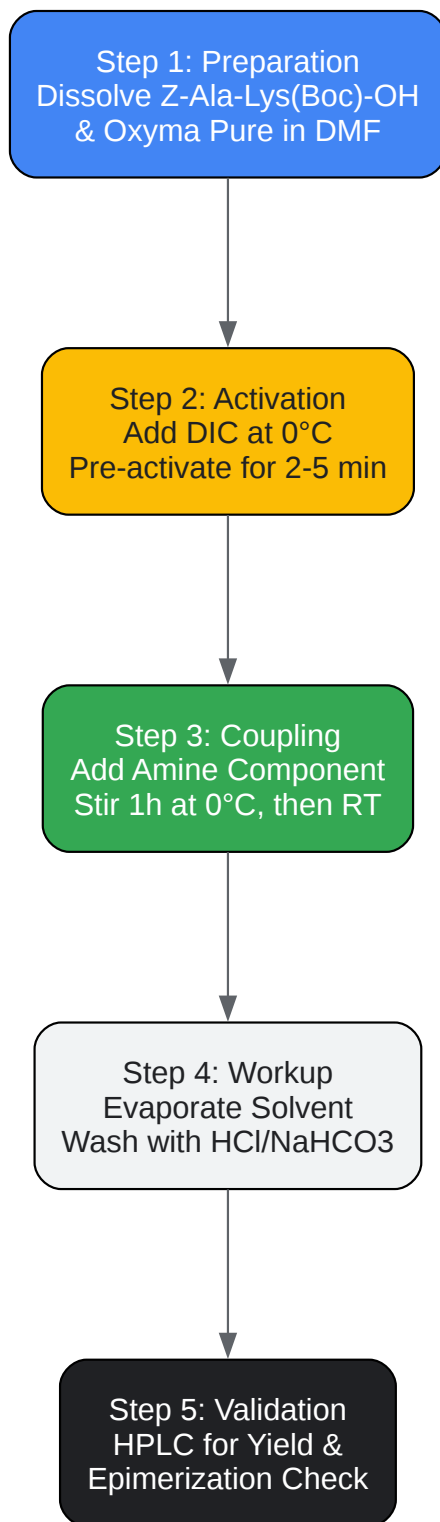 Step 1: Preparation
Dissolve Z-Ala-Lys(Boc)-OH
& Oxyma Pure in DMF
Step 2: Activation
Add DIC at 0°C
Pre-activate for 2-5 min
Step 3: Coupling
Add Amine Component
Stir 1h at 0°C, then RT
Step 4: Workup
Evaporate Solvent
Wash with HCl/NaHCO3
Step 5: Validation
HPLC for Yield &
Epimerization Check